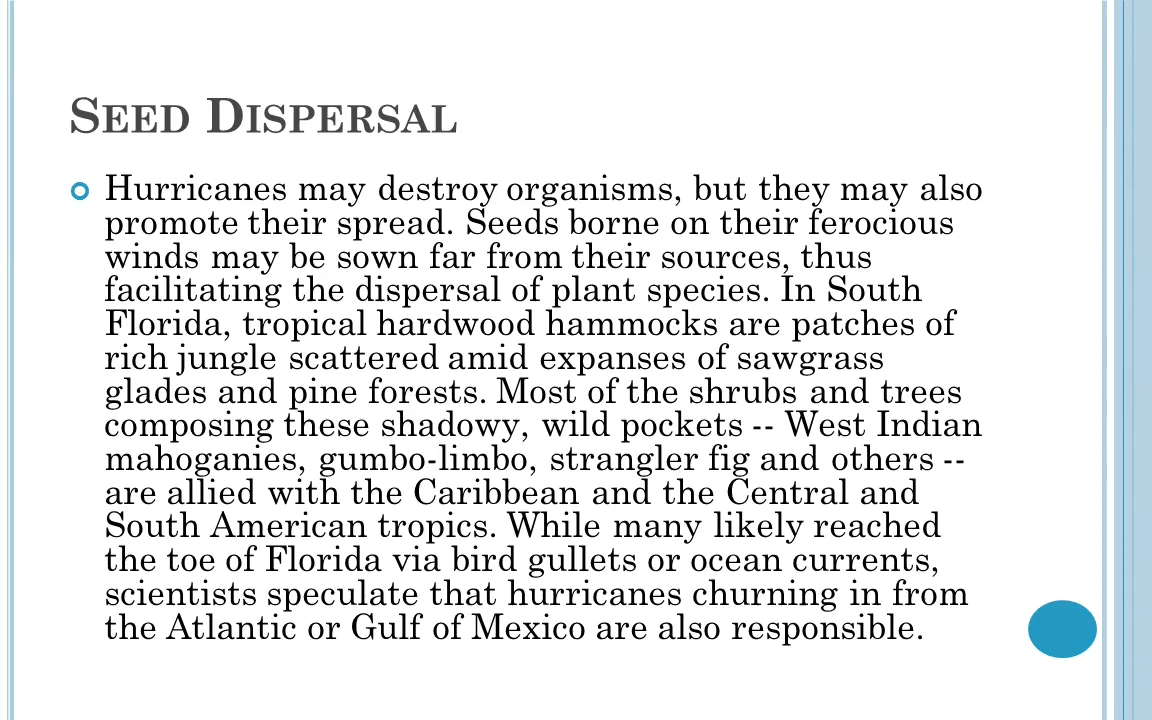 SEED DISPERSAL
Hurricanes may destroy organisms, but they may also
promote their spread. Seeds borne on their ferocious
winds may be sown far from their sources, thus
facilitating the dispersal of plant species. In South
Florida, tropical hardwood hammocks are patches of
rich jungle scattered amid expanses of sawgrass
glades and pine forests. Most of the shrubs and trees
composing these shadowy, wild pockets -- West Indian
mahoganies, gumbo-limbo, strangler fig and others --
are allied with the Caribbean and the Central and
South American tropics. While many likely reached
the toe of Florida via bird gullets or ocean currents,
scientists speculate that hurricanes churning in from
the Atlantic or Gulf of Mexico are also responsible.